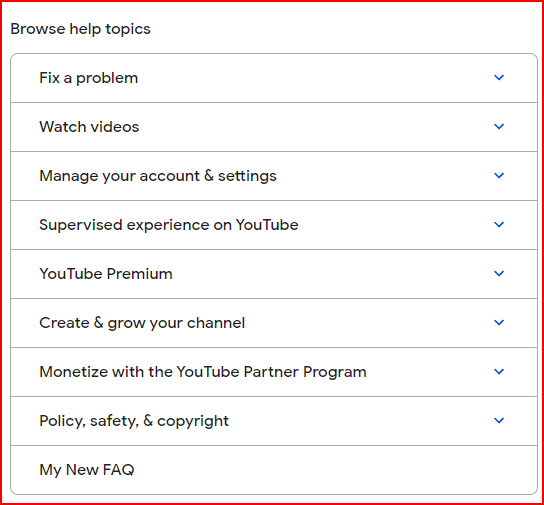 Browse help topics
Fix a problem
Watch videos
Manage your account & settings
Supervised experience on YouTube
YouTube Premium
Create & grow your channel
Monetize with the YouTube Partner Program
Policy, safety, & copyright
My New FAQ